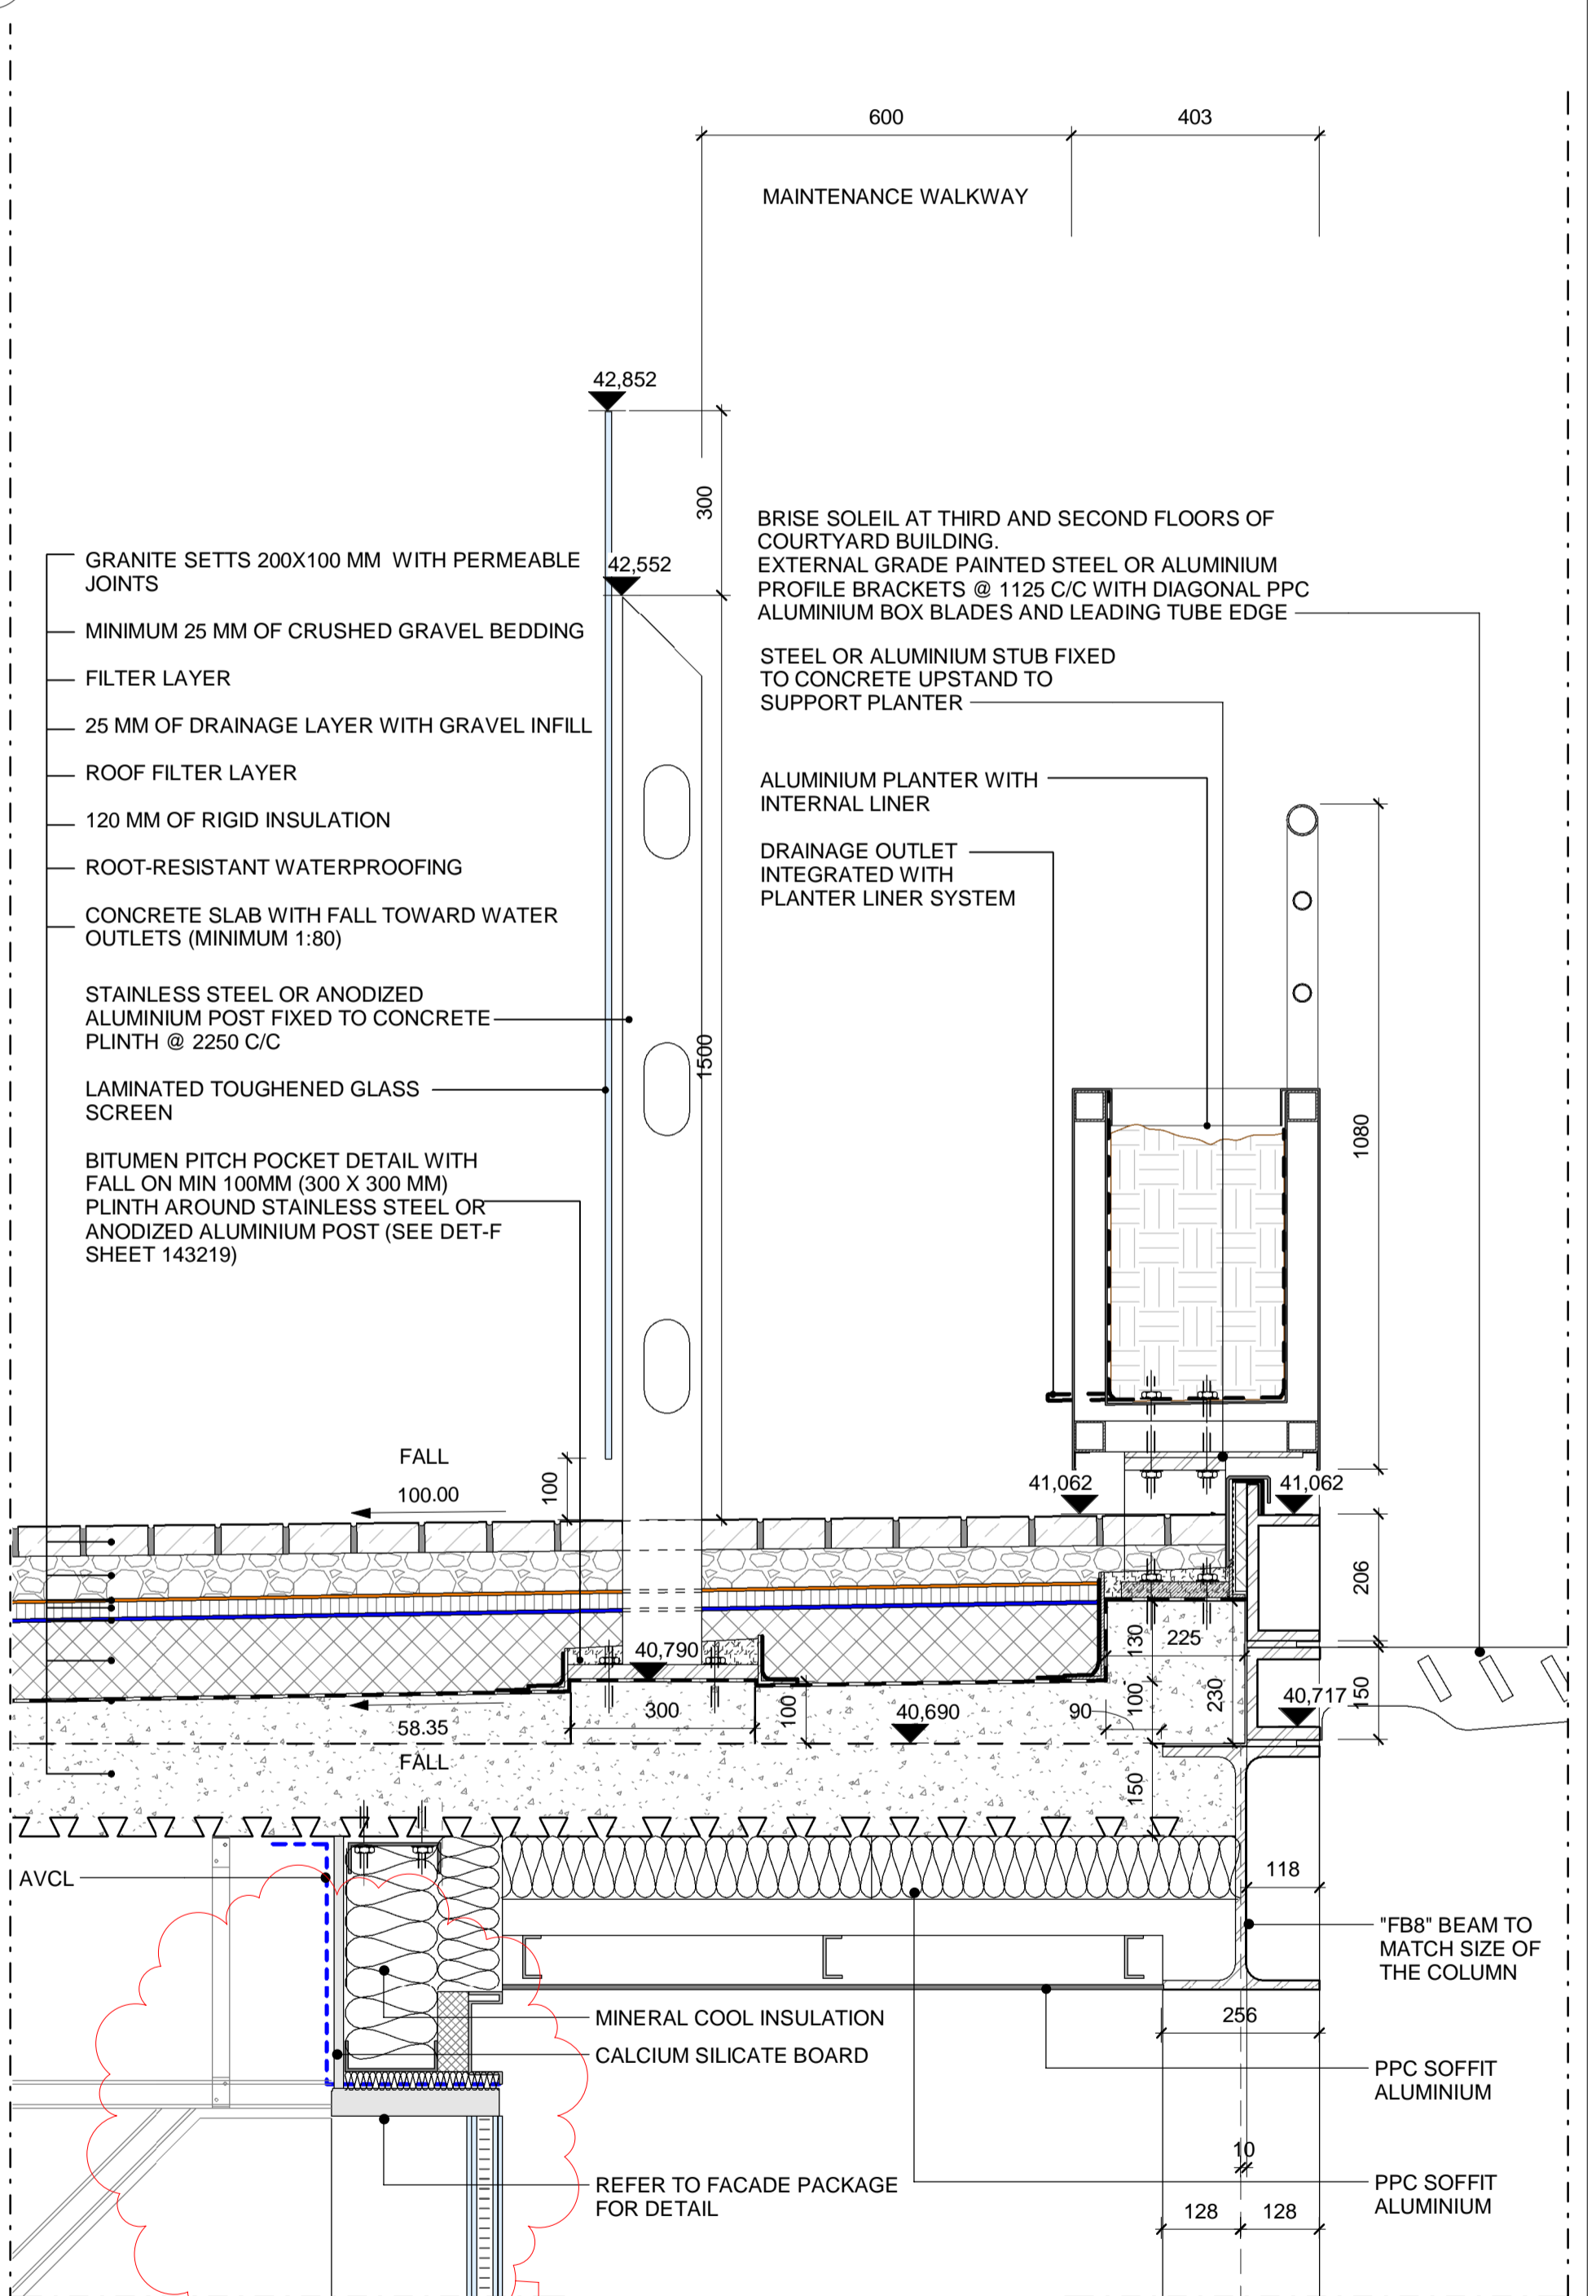 600
403
MAINTENANCE WALKWAY
42,852
300
42,552
GRANITE SETTS 200X100 MM WITH PERMEABLE
JOINTS
MINIMUM 25 MM OF CRUSHED GRAVEL BEDDING
FILTER LAYER
25 MM OF DRAINAGE LAYER WITH GRAVEL INFILL
ROOF FILTER LAYER
120 MM OF RIGID INSULATION
ROOT-RESISTANT WATERPROOFING
CONCRETE SLAB WITH FALL TOWARD WATER
OUTLETS (MINIMUM 1:80)
STAINLESS STEEL OR ANODIZED
ALUMINIUM POST FIXED TO CONCRETE
PLINTH @ 2250 C/C
LAMINATED TOUGHENED GLASS
SCREEN
BITUMEN PITCH POCKET DETAIL WITH
FALL ON MIN 100MM (300 X 300 MM)
PLINTH AROUND STAINLESS STEEL OR
ANODIZED ALUMINIUM POST (SEE DET-F
SHEET 143219)
BRISE SOLEIL AT THIRD AND SECOND FLOORS OF
COURTYARD BUILDING.
EXTERNAL GRADE PAINTED STEEL OR ALUMINIUM
PROFILE BRACKETS @ 1125 C/C WITH DIAGONAL PPC
ALUMINIUM BOX BLADES AND LEADING TUBE EDGE
STEEL OR ALUMINIUM STUB FIXED
TO CONCRETE UPSTAND TO
SUPPORT PLANTER
ALUMINIUM PLANTER WITH
INTERNAL LINER
DRAINAGE OUTLET
INTEGRATED WITH
PLANTER LINER SYSTEM
1500
1080
FALL
100.00
100
41,062
41,062
206
130
225
40,790
300
100
40,690
90
100
230
40,717
150
58.35
FALL
150
AVCL
118
"FB8" BEAM TO
MATCH SIZE OF
THE COLUMN
MINERAL COOL INSULATION
CALCIUM SILICATE BOARD
256
PPC SOFFIT
ALUMINIUM
10
REFER TO FACADE PACKAGE
FOR DETAIL
PPC SOFFIT
ALUMINIUM
128
128